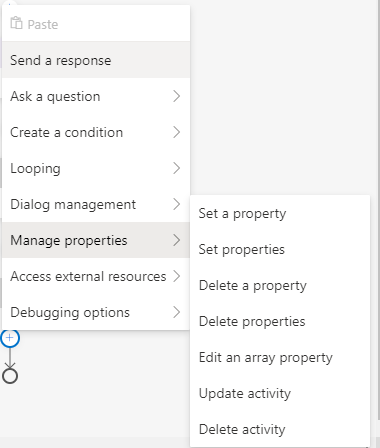 Paste
Send a response
Ask a question
Create a condition
Looping
Dialog management
Manage properties
Access external resources
Debugging options
Set a property
Set properties
Delete a property
Delete properties
Edit an array property
Update activity
Delete activity